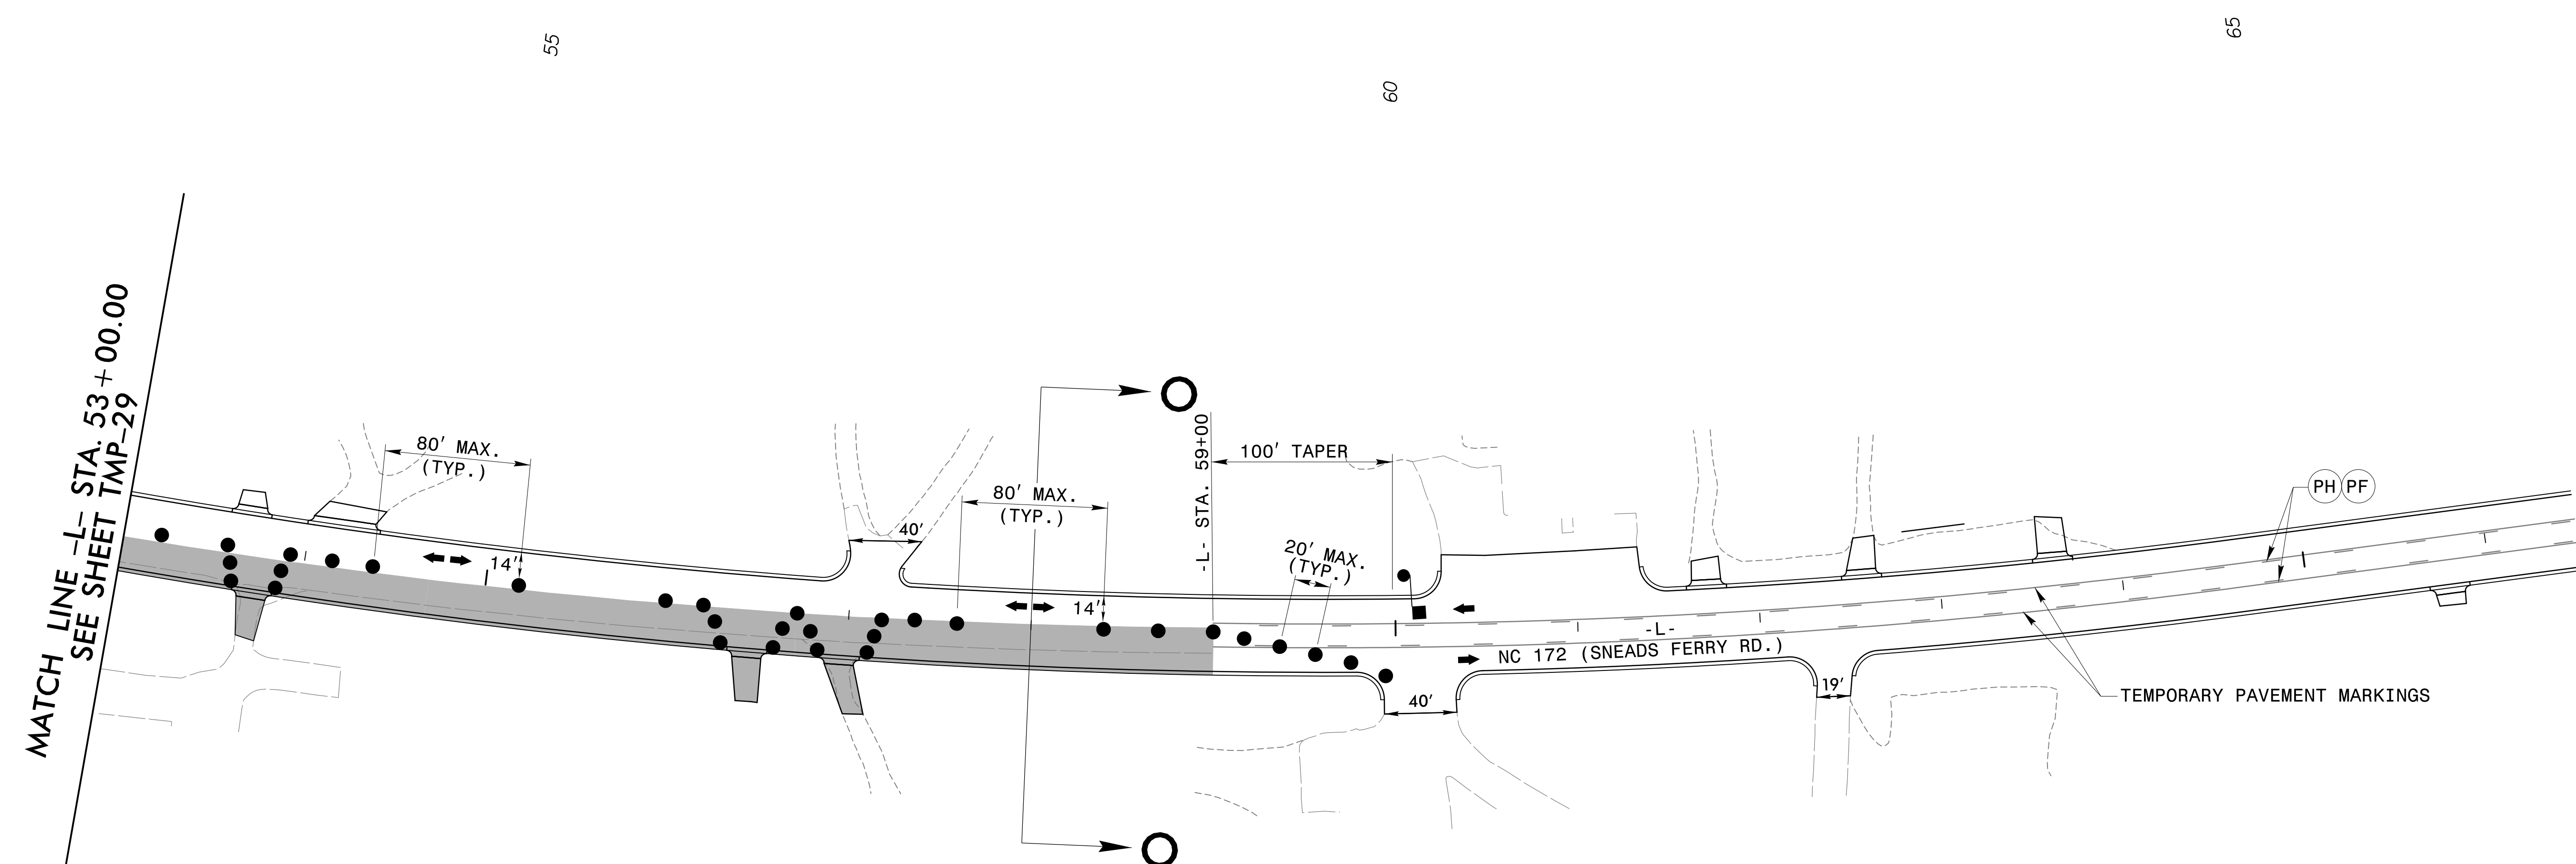 55
60
65
MATCH LINE -L- STA. 53+00.00
SEE SHEET TMP-29
80' MAX.
(TYP.)
14'
40'
80' MAX.
(TYP.)
14'
-L- STA. 59+00
100' TAPER
20' MAX.
(TYP.)
40'
-L-
NC 172 (SNEADS FERRY RD.)
19'
PH PF
TEMPORARY PAVEMENT MARKINGS